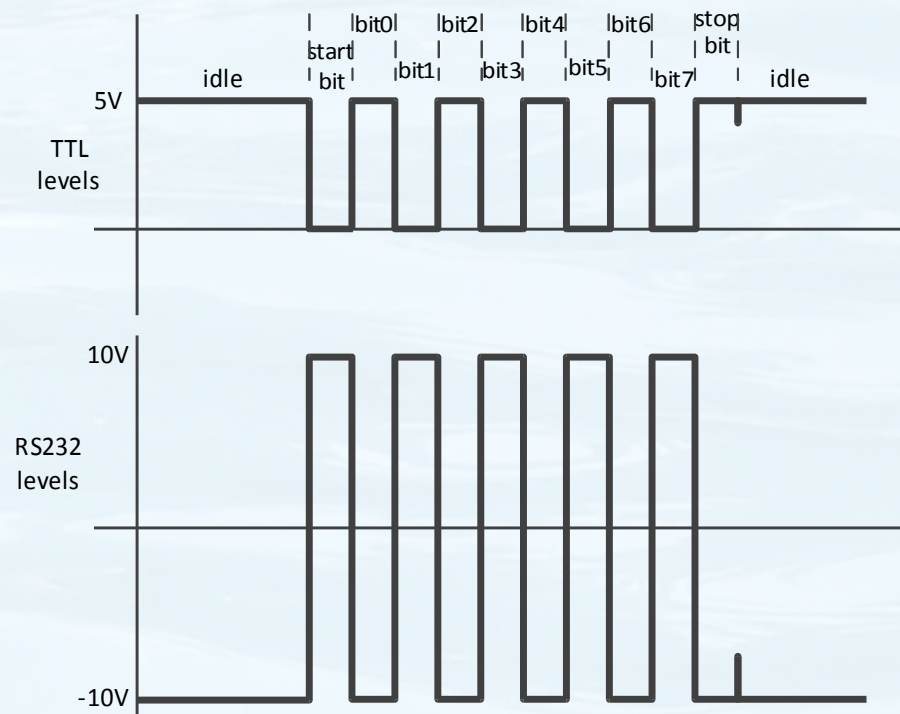 bit0 bit2 bit4 bit6 stop
bit
start
bit
bit1 bit3 bit5 bit7
idle
idle
5V
TTL
levels
10V
RS232
levels
-10V